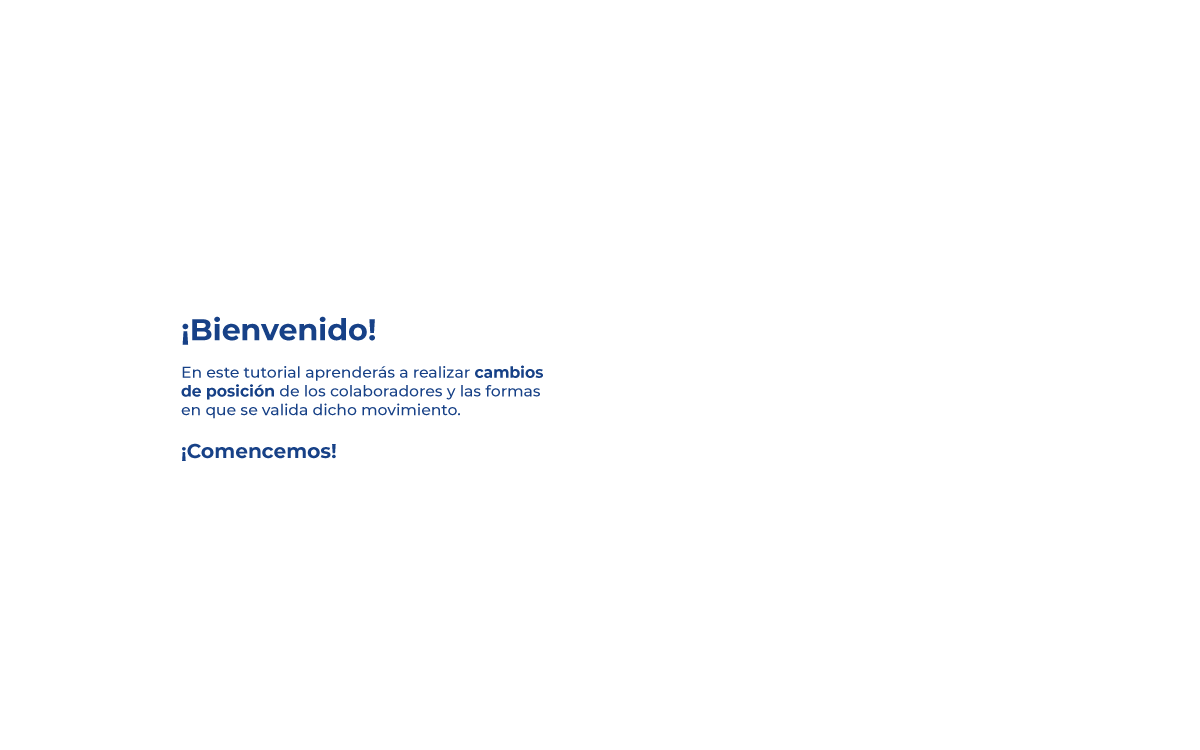 ¡Bienvenido!
En este tutorial aprenderás a realizar cambios
de posición de los colaboradores y las formas
en que se valida dicho movimiento.
¡Comencemos!